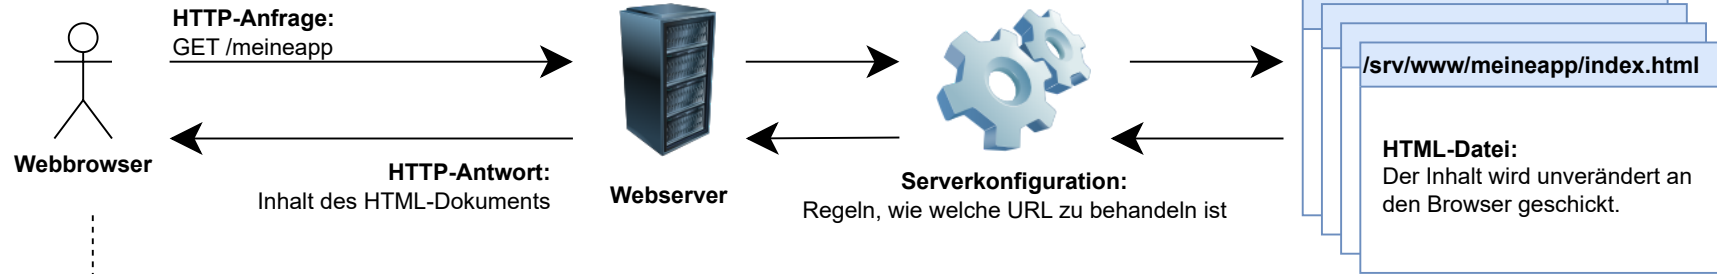 HTTP-Anfrage:
GET /meineapp
/srv/www/meineapp/index.html
Webbrowser
HTTP-Antwort:
Inhalt des HTML-Dokuments
Webserver
Serverkonfiguration:
Regeln, wie welche URL zu behandeln ist
HTML-Datei:
Der Inhalt wird unverändert an
den Browser geschickt.